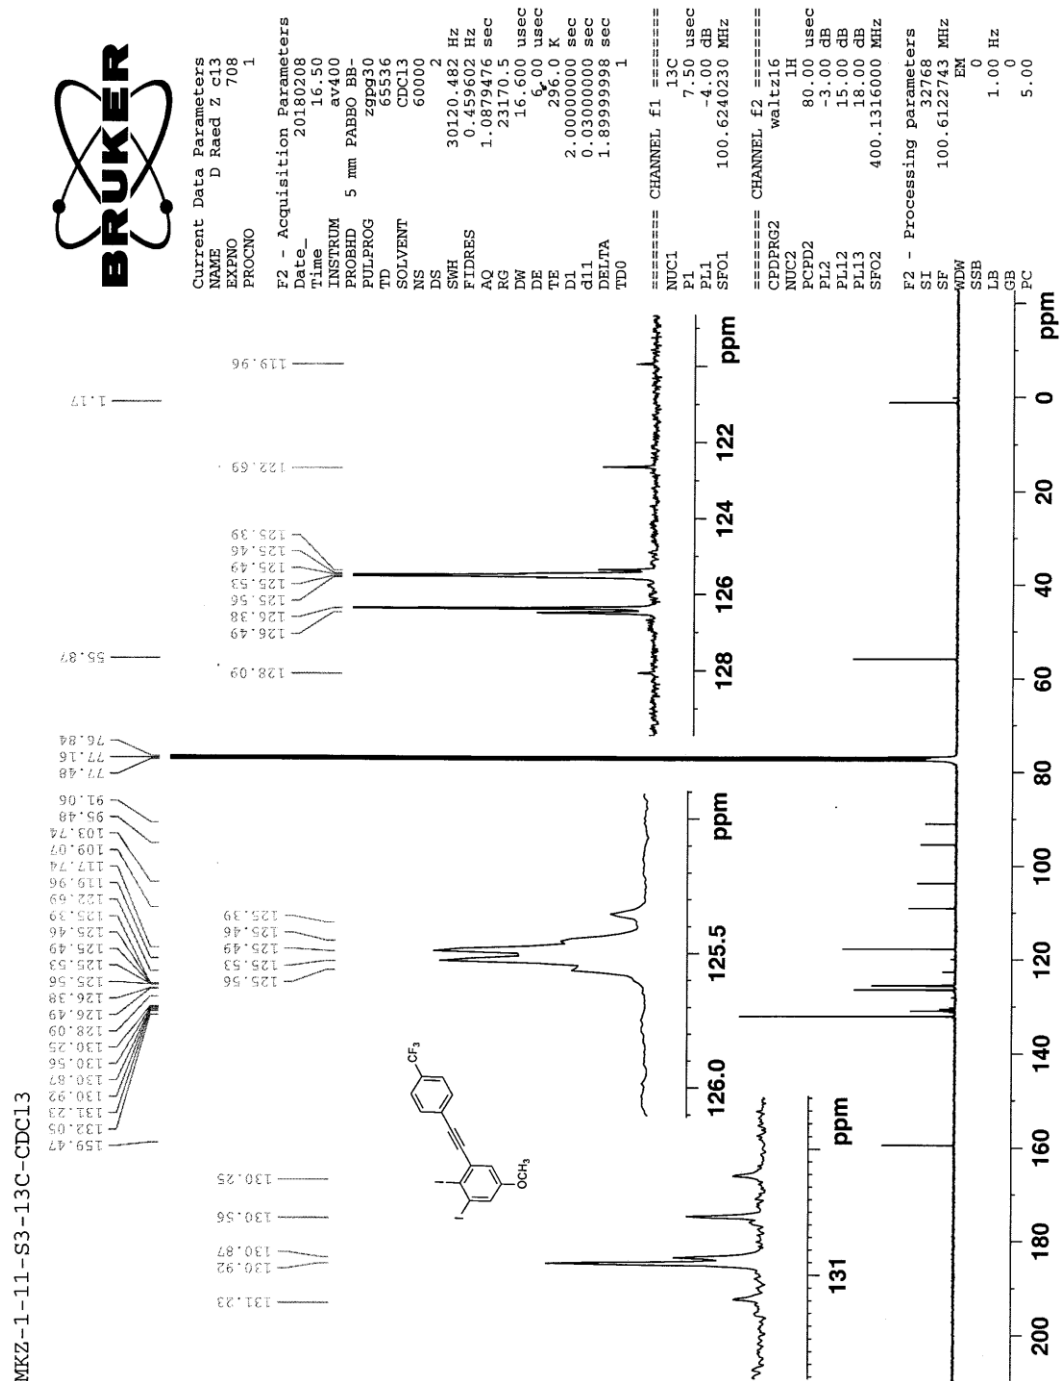 MKZ-1-11-S3-13C-CDC13
159.47
132.05
131.23
130.92
130.87
130.56
130.25
128.09
126.49
126.38
125.56
125.53
125.49
125.46
125.39
122.69
119.96
117.74
109.07
103.74
95.48
91.06
77.48
77.16
76.84
55.87
1.17
BRUKER
Current Data Parameters
NAME D Raed Z c13
EXPNO 708
PROCNO 1
F2 - Acquisition Parameters
Date_ 20180208
Time 16.50
INSTRUM av400
PROBHD 5 mm PABBO BB-
PULPROG zgpg30
TD 65536
SOLVENT CDC13
NS 60000
DS 2
SWH 30120.482 Hz
FIDRES 0.459602 Hz
AQ 1.0879476 sec
RG 23170.5
DW 16.600 usec
DE 6.00 usec
TE 296.0 K
D1 2.00000000 sec
d11 0.03000000 sec
DELTA 1.89999998 sec
TD0 1
======== CHANNEL f1 ========
NUC1 13C
P1 7.50 usec
PL1 -4.00 dB
SFO1 100.6240230 MHz
======== CHANNEL f2 ========
CPDPRG2 waltz16
NUC2 1H
PCPD2 80.00 usec
PL2 -3.00 dB
PL12 15.00 dB
PL13 18.00 dB
SFO2 400.1316000 MHz
F2 - Processing parameters
SI 32768
SF 100.6122743 MHz
WDW EM
SSB 0
LB 1.00 Hz
GB 0
PC 5.00
131.23
130.92
130.87
130.56
130.25
131 ppm
125.56
125.53
125.49
125.46
125.39
126.0 125.5 ppm
128.09
126.49
126.38
125.56
125.53
125.49
125.46
125.39
122.69
119.96
128 126 124 122 ppm
CF3
I
I
OCH3
200 180 160 140 120 100 80 60 40 20 0 ppm